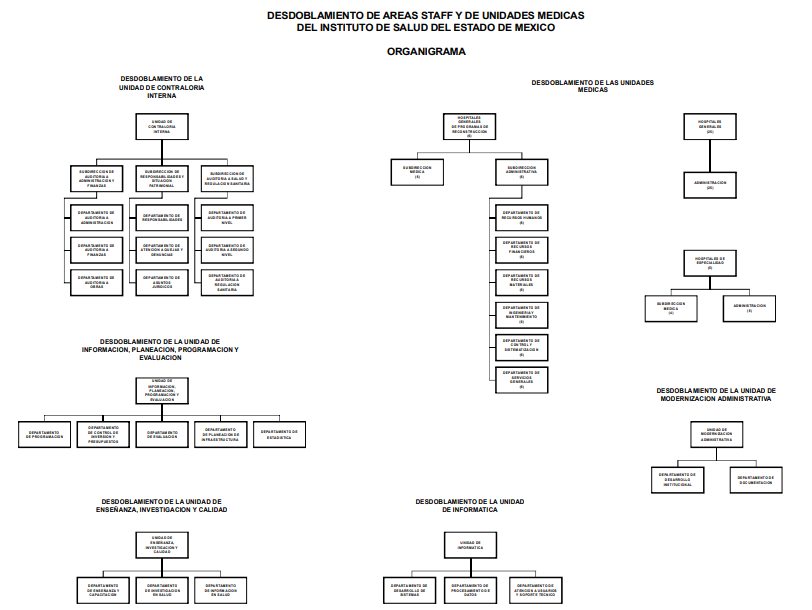 DESDOBLAMIENTO DE AREAS STAFF Y DE UNIDADES MEDICAS
DEL INSTITUTO DE SALUD DEL ESTADO DE MEXICO
ORGANIGRAMA
DESDOBLAMIENTO DE LA
UNIDAD DE CONTRALORIA
INTERNA
UNIDAD DE
CONTRALORIA
INTERNA
SUBDIRECCION DE
AUDITORIA A
ADMINISTRACION Y
FINANZAS
SUBDIRECCION DE
RESPONSABILIDADES Y
SITUACION
PATRIMONIAL
SUBDIRECCION DE
AUDITORIA A SALUD Y
REGULACION SANITARIA
DEPARTAMENTO DE
AUDITORIA A
ADMINISTRACION
DEPARTAMENTO DE
RESPONSABILIDADES
DEPARTAMENTO DE
AUDITORIA A PRIMER
NIVEL
DEPARTAMENTO DE
AUDITORIA A
FINANZAS
DEPARTAMENTO DE
ATENCION A QUEJAS Y
DENUNCIAS
DEPARTAMENTO DE
AUDITORIA A SEGUNDO
NIVEL
DEPARTAMENTO DE
AUDITORIA A
OBRAS
DEPARTAMENTO DE
ASUNTOS
JURIDICOS
DEPARTAMENTO DE
AUDITORIA A
REGULACION
SANITARIA
DESDOBLAMIENTO DE LAS UNIDADES
MEDICAS
HOSPITALES
GENERALES
DE PROGRAMAS DE
RECONSTRUCCION
SUBDIRECCION
MEDICA
SUBDIRECCION
ADMINISTRATIVA
DEPARTAMENTO DE
RECURSOS HUMANOS
DEPARTAMENTO DE
RECURSOS
FINANCIEROS
DEPARTAMENTO DE
RECURSOS
MATERIALES
DEPARTAMENTO DE
INGENIERIA Y
MANTENIMIENTO
DEPARTAMENTO DE
CONTROL Y
SISTEMATIZACION
DEPARTAMENTO DE
SERVICIOS
GENERALES
HOSPITALES
GENERALES
ADMINISTRACION
HOSPITALES DE
ESPECIALIDAD
SUBDIRECCION
MEDICA
ADMINISTRACION
DESDOBLAMIENTO DE LA UNIDAD DE
INFORMACION, PLANEACION, PROGRAMACION Y
EVALUACION
UNIDAD DE
INFORMACION,
PLANEACION,
PROGRAMACION Y
EVALUACION
DEPARTAMENTO
DE PROGRAMACION
DEPARTAMENTO
DE CONTROL DE
INVERSION Y
PRESUPUESTOS
DEPARTAMENTO
DE EVALUACION
DEPARTAMENTO
DE PLANEACION DE
DEPARTAMENTO DE
ESTADISTICA
DESDOBLAMIENTO DE LA UNIDAD DE
MODERNIZACION ADMINISTRATIVA
UNIDAD DE
MODERNIZACION
ADMINISTRATIVA
DEPARTAMENTO DE
DESARROLLO
INSTITUCIONAL
DEPARTAMENTO DE
DOCUMENTACION
DESDOBLAMIENTO DE LA UNIDAD DE
ENSEÑANZA, INVESTIGACION Y CALIDAD
UNIDAD DE
ENSEÑANZA,
INVESTIGACION Y
CALIDAD
DEPARTAMENTO
DE ENSEÑANZA Y
CAPACITACION
DEPARTAMENTO
DE INVESTIGACION
EN SALUD
DEPARTAMENTO
DE INFORMACION
EN SALUD
DESDOBLAMIENTO DE LA UNIDAD
DE INFORMATICA
UNIDAD DE
INFORMATICA
DEPARTAMENTO DE
DESARROLLO DE
SISTEMAS
DEPARTAMENTO DE
PROCESAMIENTO DE
DATOS
DEPARTAMENTO DE
ATENCION A USUARIOS
Y SOPORTE TECNICO